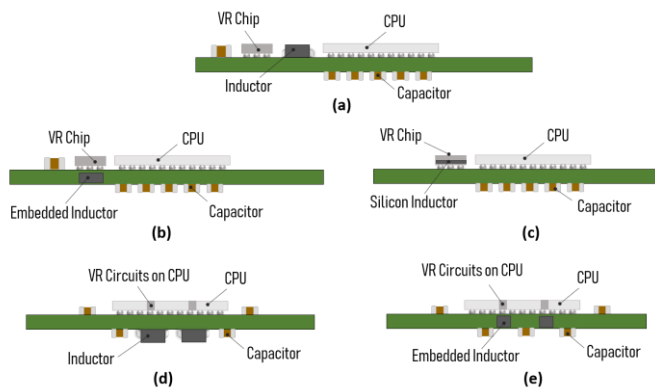 VR Chip
CPU
Inductor
Capacitor
(a)
VR Chip
CPU
Embedded Inductor
Capacitor
(b)
VR Chip
CPU
Silicon Inductor
Capacitor
(c)
VR Circuits on CPU
CPU
Inductor
Capacitor
(d)
VR Circuits on CPU
CPU
Embedded Inductor
Capacitor
(e)